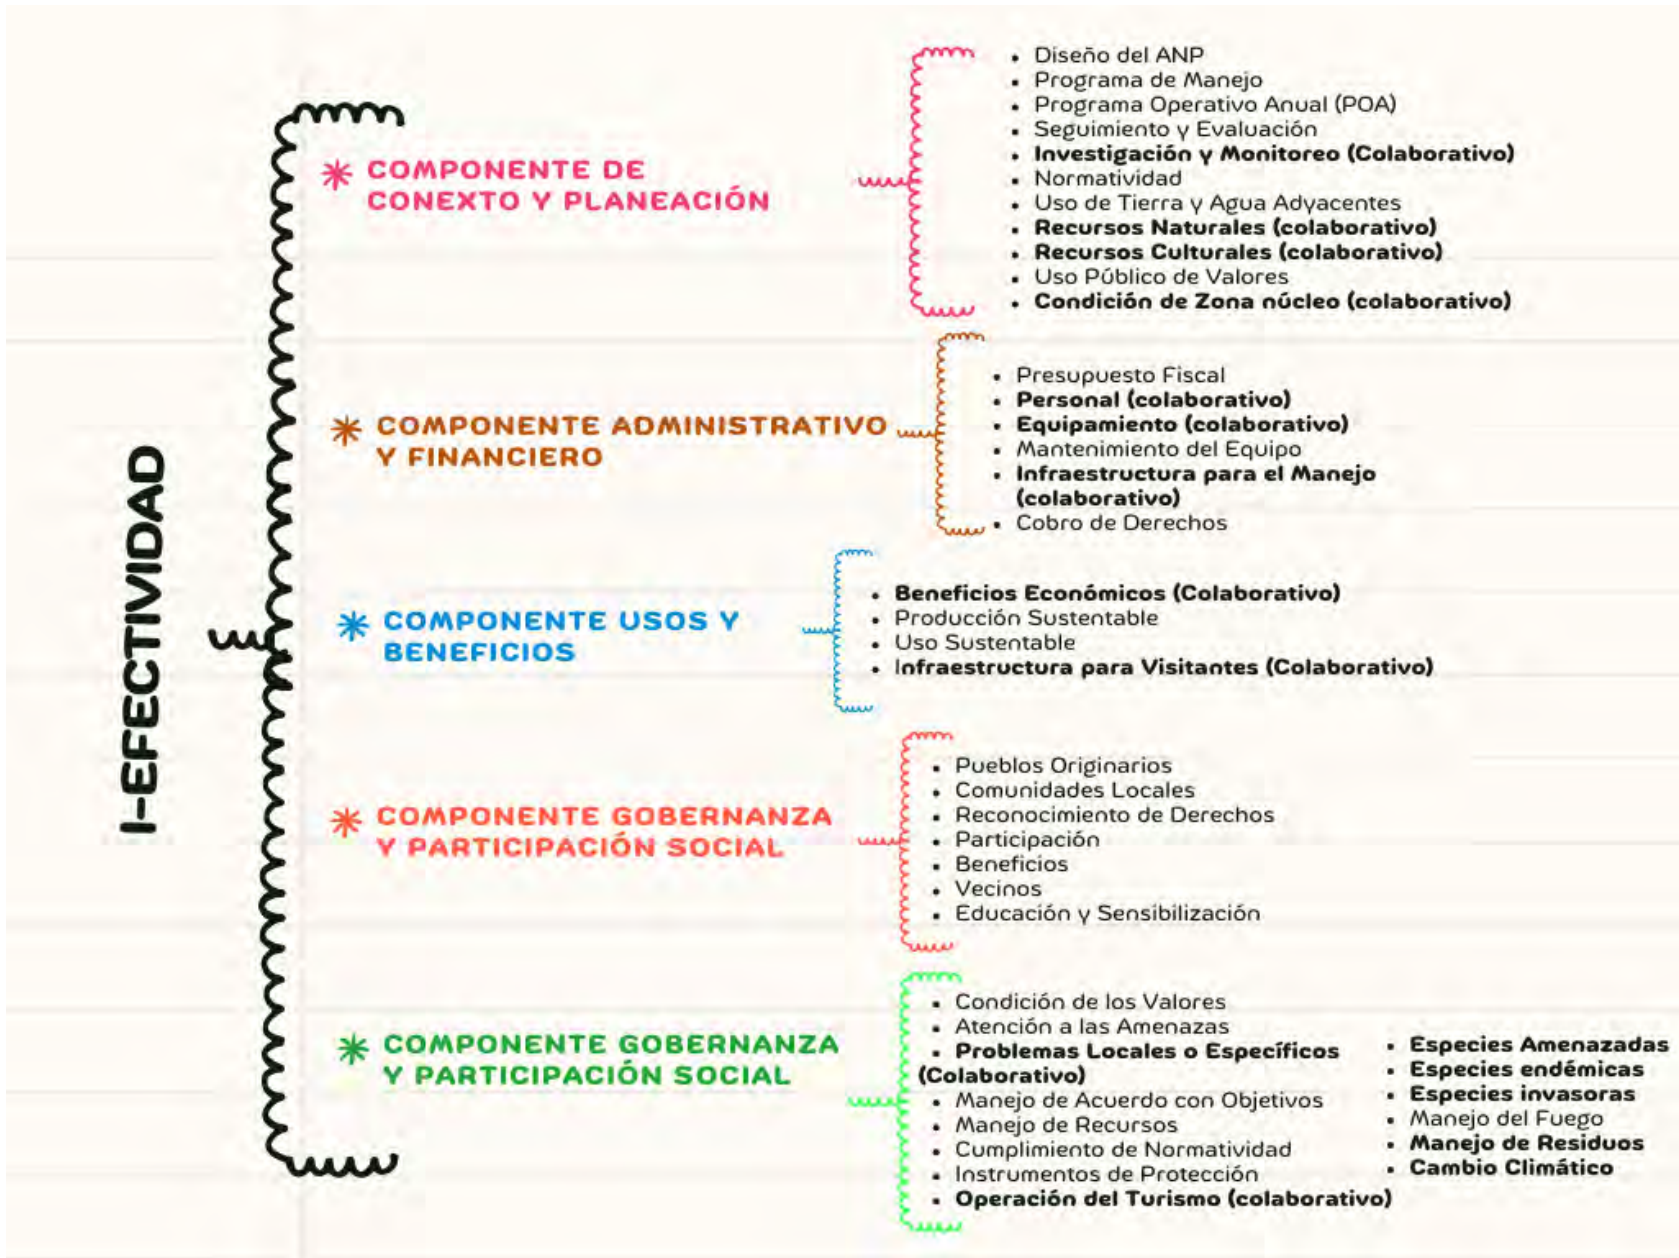 I-EFECTIVIDAD
COMPONENTE DE
CONEXTO Y PLANEACIÓN
• Diseño del ANP
• Programa de Manejo
• Programa Operativo Anual (POA)
• Seguimiento y Evaluación
• Investigación y Monitoreo (Colaborativo)
• Normatividad
• Uso de Tierra y Agua Adyacentes
• Recursos Naturales (colaborativo)
• Recursos Culturales (colaborativo)
• Uso Público de Valores
• Condición de Zona núcleo (colaborativo)
COMPONENTE ADMINISTRATIVO
Y FINANCIERO
• Presupuesto Fiscal
• Personal (colaborativo)
• Equipamiento (colaborativo)
• Mantenimiento del Equipo
• Infraestructura para el Manejo
(colaborativo)
• Cobro de Derechos
COMPONENTE USOS Y
BENEFICIOS
• Beneficios Económicos (Colaborativo)
• Producción Sustentable
• Uso Sustentable
• Infraestructura para Visitantes (Colaborativo)
COMPONENTE GOBERNANZA
Y PARTICIPACIÓN SOCIAL
• Pueblos Originarios
• Comunidades Locales
• Reconocimiento de Derechos
• Participación
• Beneficios
• Vecinos
• Educación y Sensibilización
COMPONENTE GOBERNANZA
Y PARTICIPACIÓN SOCIAL
• Condición de los Valores
• Atención a las Amenazas
• Problemas Locales o Específicos
(Colaborativo)
• Manejo de Acuerdo con Objetivos
• Manejo de Recursos
• Cumplimiento de Normatividad
• Instrumentos de Protección
• Operación del Turismo (colaborativo)
• Especies Amenazadas
• Especies endémicas
• Especies invasoras
• Manejo del Fuego
• Manejo de Residuos
• Cambio Climático